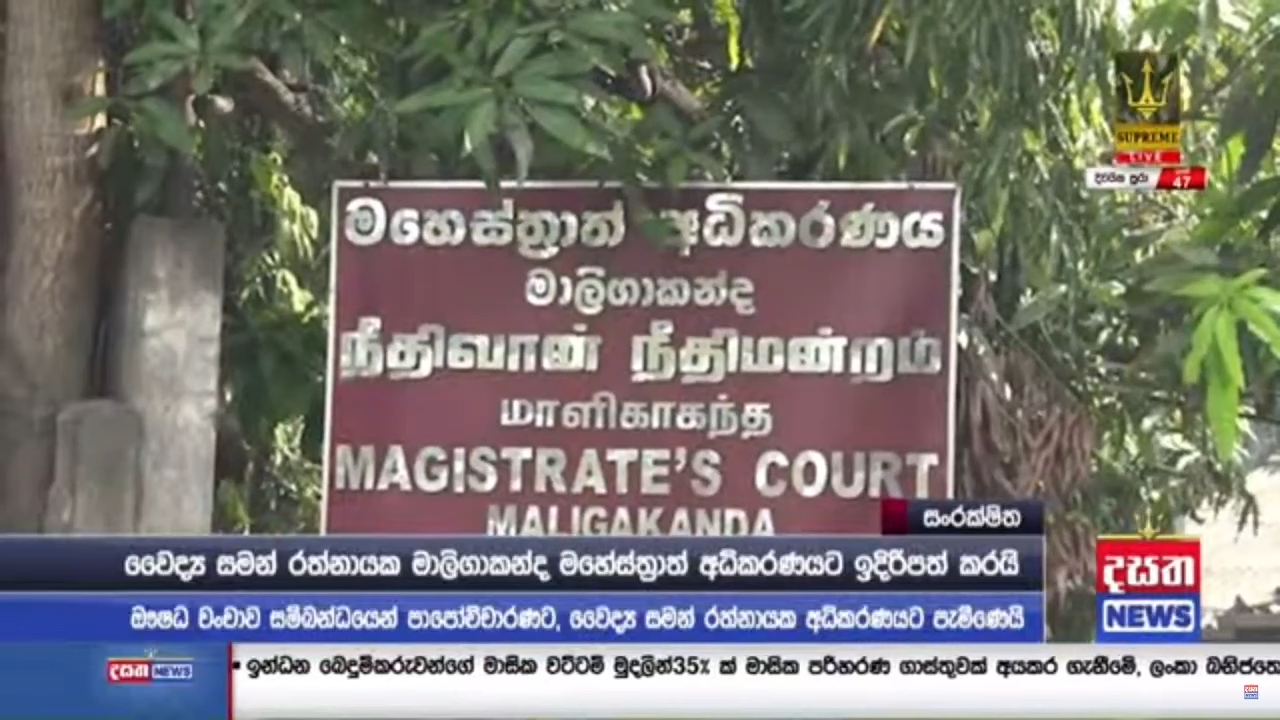 SUPREME
LIVE
දිවයින පුරා
47
මහෙස්ත්‍රාත් අධිකරණය
මාලිගාකන්ද
நீதிவான் நீதிமன்றம்
மாளிகாகந்த
MAGISTRATE'S COURT
MALIGAKANDA
සංරක්ෂිත
වෛද්‍ය සමන් රත්නායක මාලිගාකන්ද මහේස්ත්‍රාත් අධිකරණයට ඉදිරිපත් කරයි
ඖෂධ වංචාව සම්බන්ධයෙන් පාපෝච්චාරණට, වෛද්‍ය සමන් රත්නායක අධිකරණයට පැමිණෙයි
දසත
NEWS
දසත NEWS
ඉන්ධන බෙදුම්කරුවන්ගේ මාසික වට්ටම් මුදලින්35% ක් මාසික පරිහරණ ගාස්තුවක් අයකර ගැනීමේ, ලංකා ඛනිජතෙ